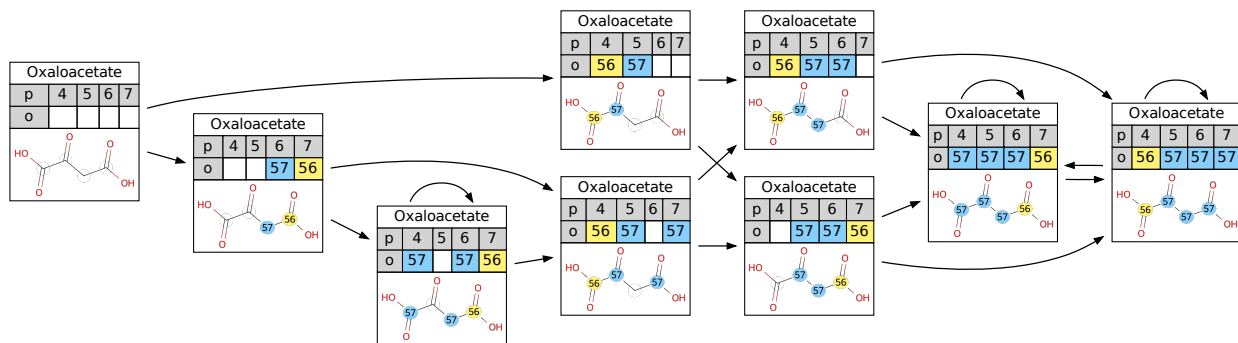 Oxaloacetate
p 4 5 6 7
o
HO O O O OH
Oxaloacetate
p 4 5 6 7
o 57 56
HO O O O OH 57 56
Oxaloacetate
p 4 5 6 7
o 57 57 56
HO O O O OH 57 57 56
Oxaloacetate
p 4 5 6 7
o 56 57
HO O O O OH 56 57
Oxaloacetate
p 4 5 6 7
o 56 57 57
HO O O O OH 56 57 57
Oxaloacetate
p 4 5 6 7
o 56 57 57
HO O O O OH 56 57 57
Oxaloacetate
p 4 5 6 7
o 57 57 56
HO O O O OH 57 57 56
Oxaloacetate
p 4 5 6 7
o 57 57 57 56
HO O O O OH 57 57 57 56
Oxaloacetate
p 4 5 6 7
o 56 57 57 57
HO O O O OH 56 57 57 57